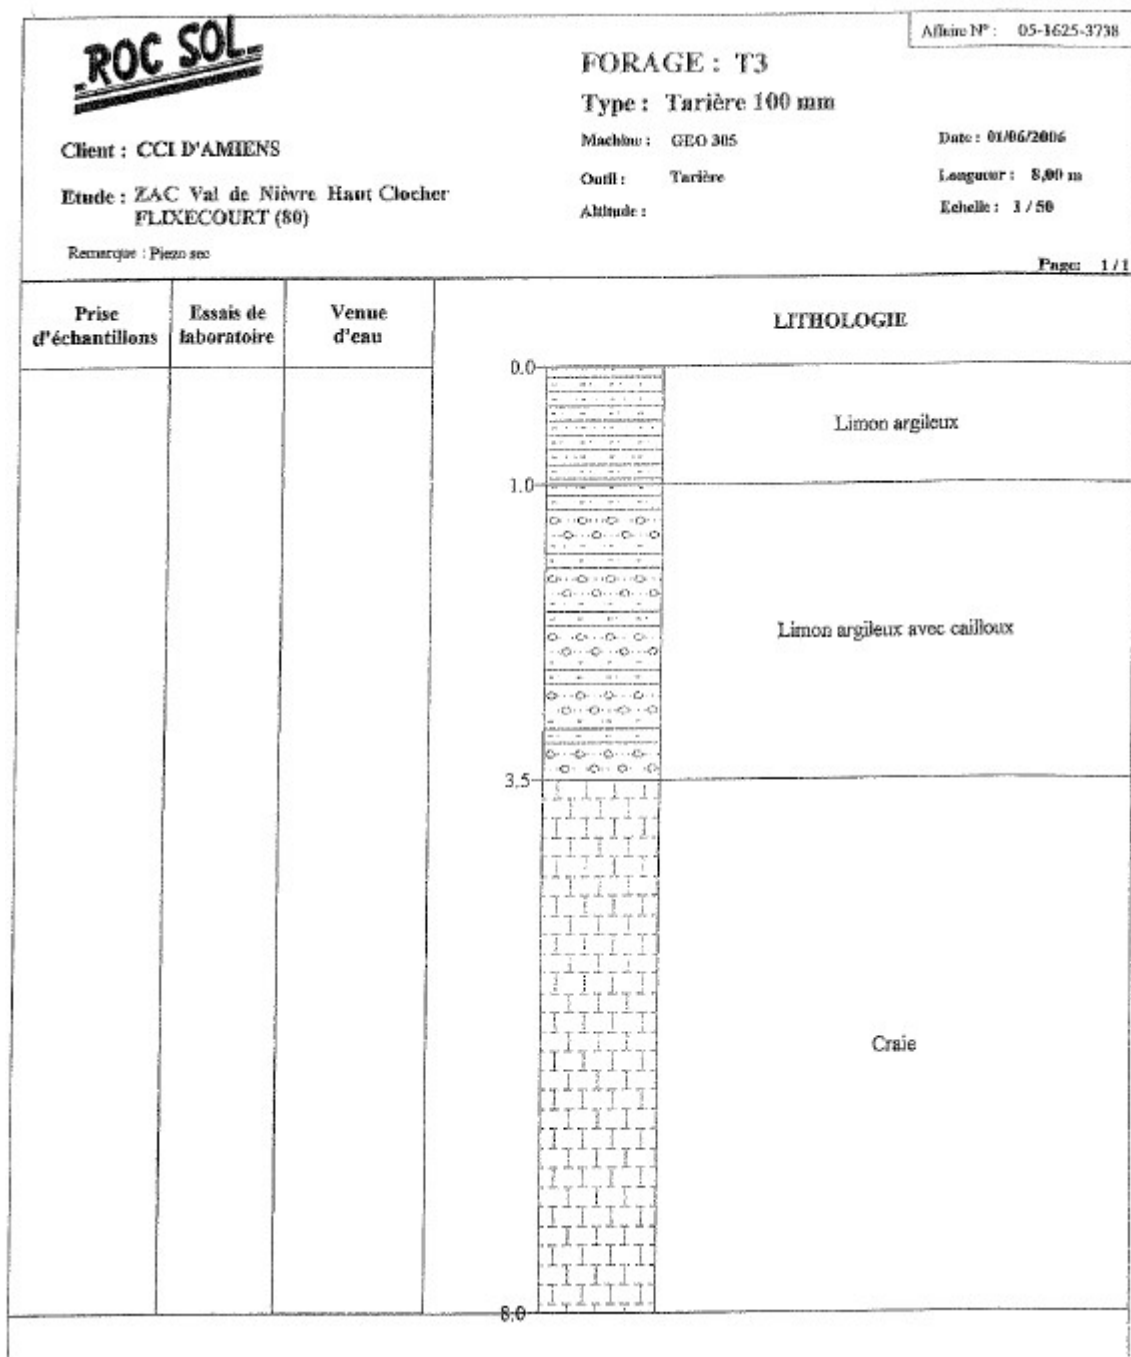 ROC SOL
Affaire N° : 05-1625-3738
FORAGE : T3
Type : Tarière 100 mm
Client : CCI D'AMIENS
Machine : GEO 305
Date : 01/06/2006
Etude : ZAC Val de Nièvre Haut Clocher
FLIXECOURT (80)
Outil : Tarière
Longueur : 8,00 m
Altitude :
Echelle : 1 / 50
Remarque : Piezo sec
Page: 1 / 1
Prise
d'échantillons
Essais de
laboratoire
Venue
d'eau
LITHOLOGIE
0.0
Limon argileux
1.0
Limon argileux avec cailloux
3.5
Craie
8.0